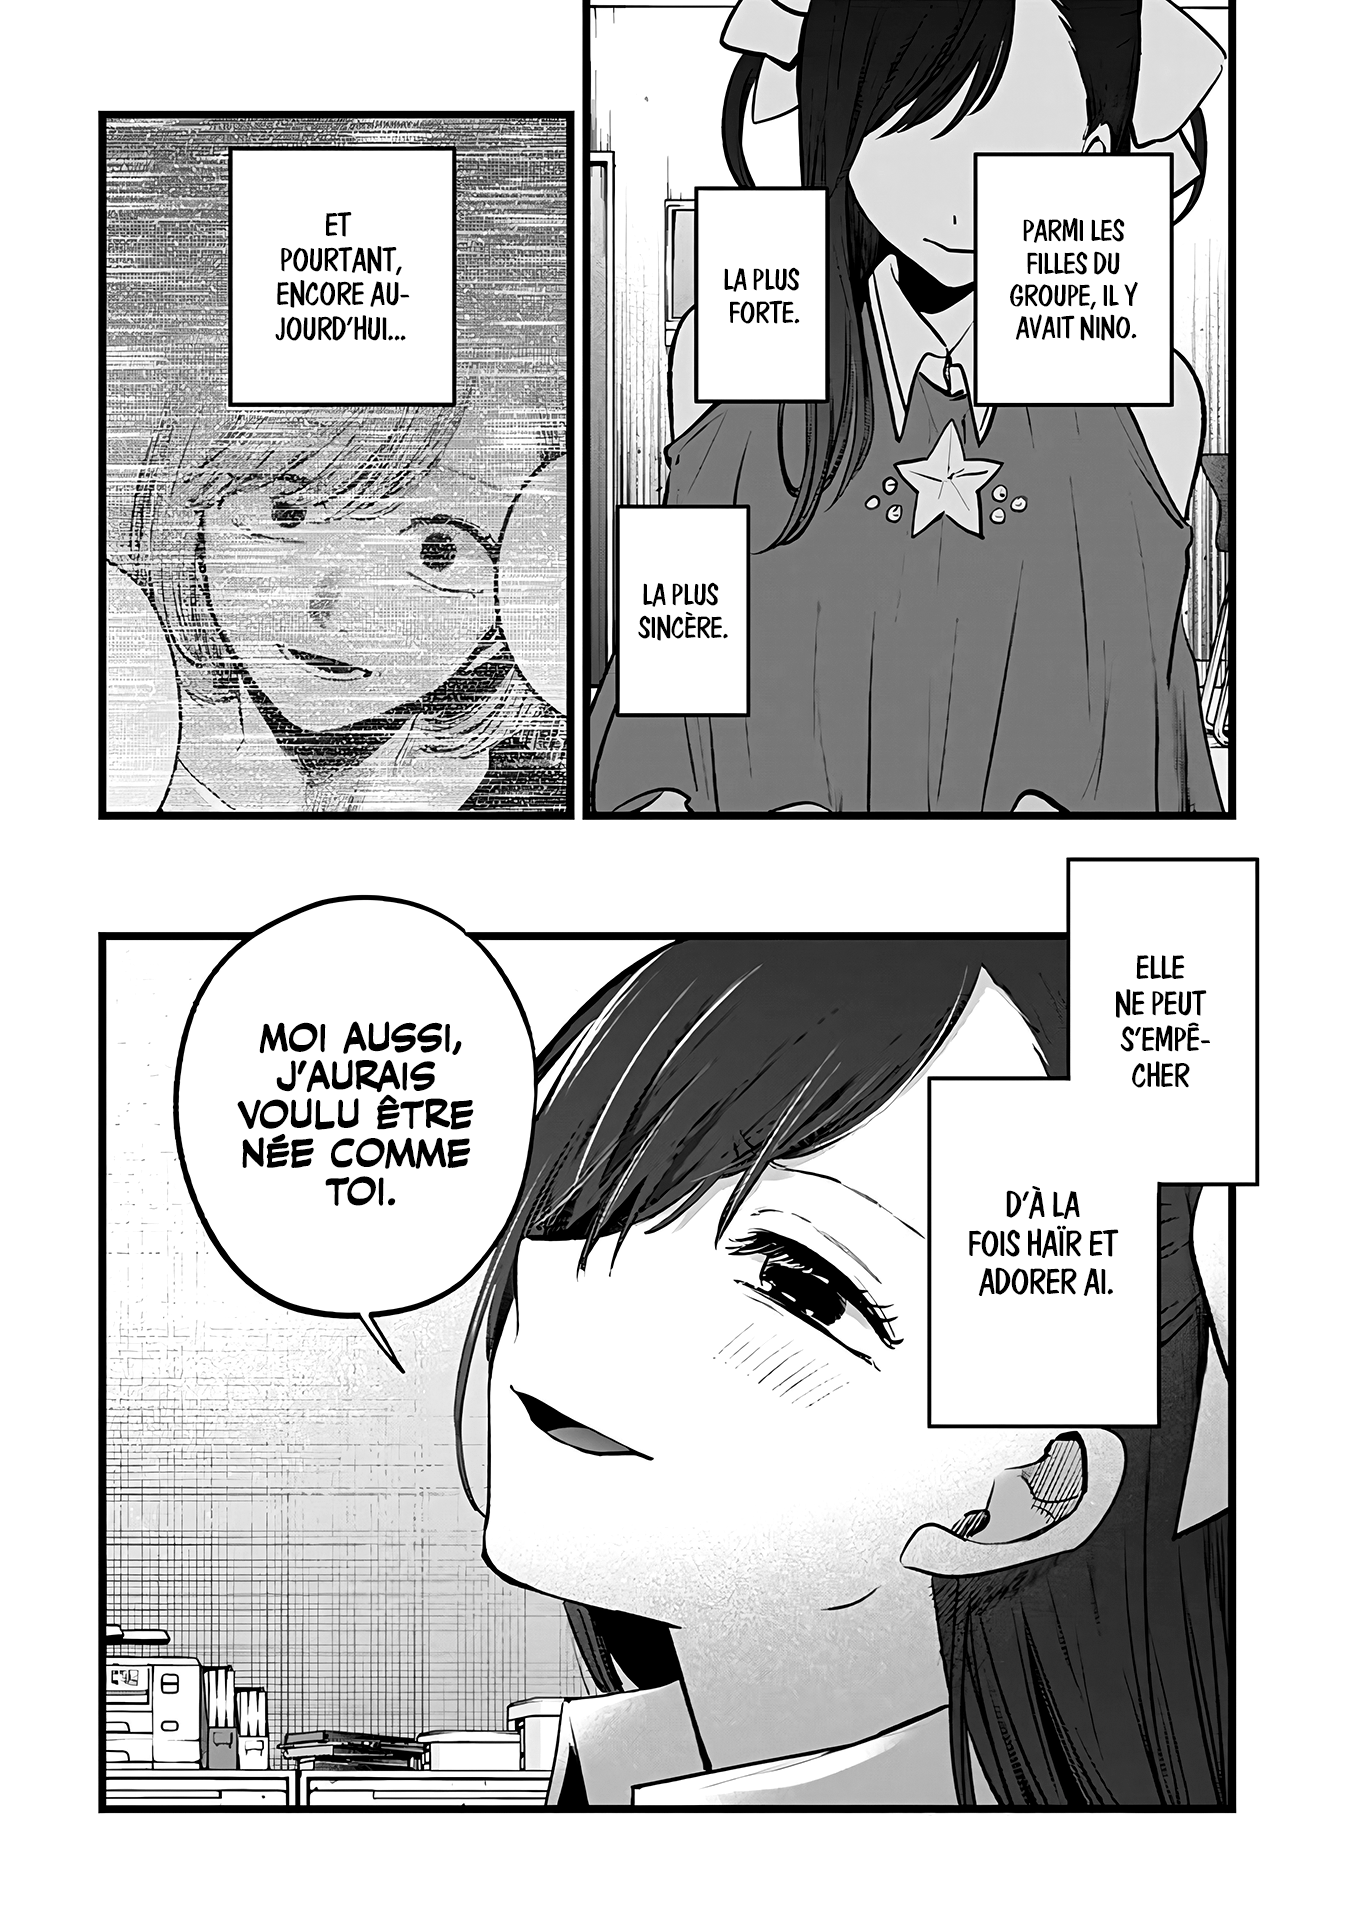 PARMI LES
FILLES DU
GROUPE, IL Y
AVAIT NINO.
LA PLUS
FORTE.
LA PLUS
SINCÈRE.
ET
POURTANT,
ENCORE AU-
JOURD'HUI...
ELLE
NE PEUT
S'EMPÊ-
CHER
D'À LA
FOIS HAÏR ET
ADORER AI.
MOI AUSSI,
J'AURAIS
VOULU ÊTRE
NÉE COMME
TOI.